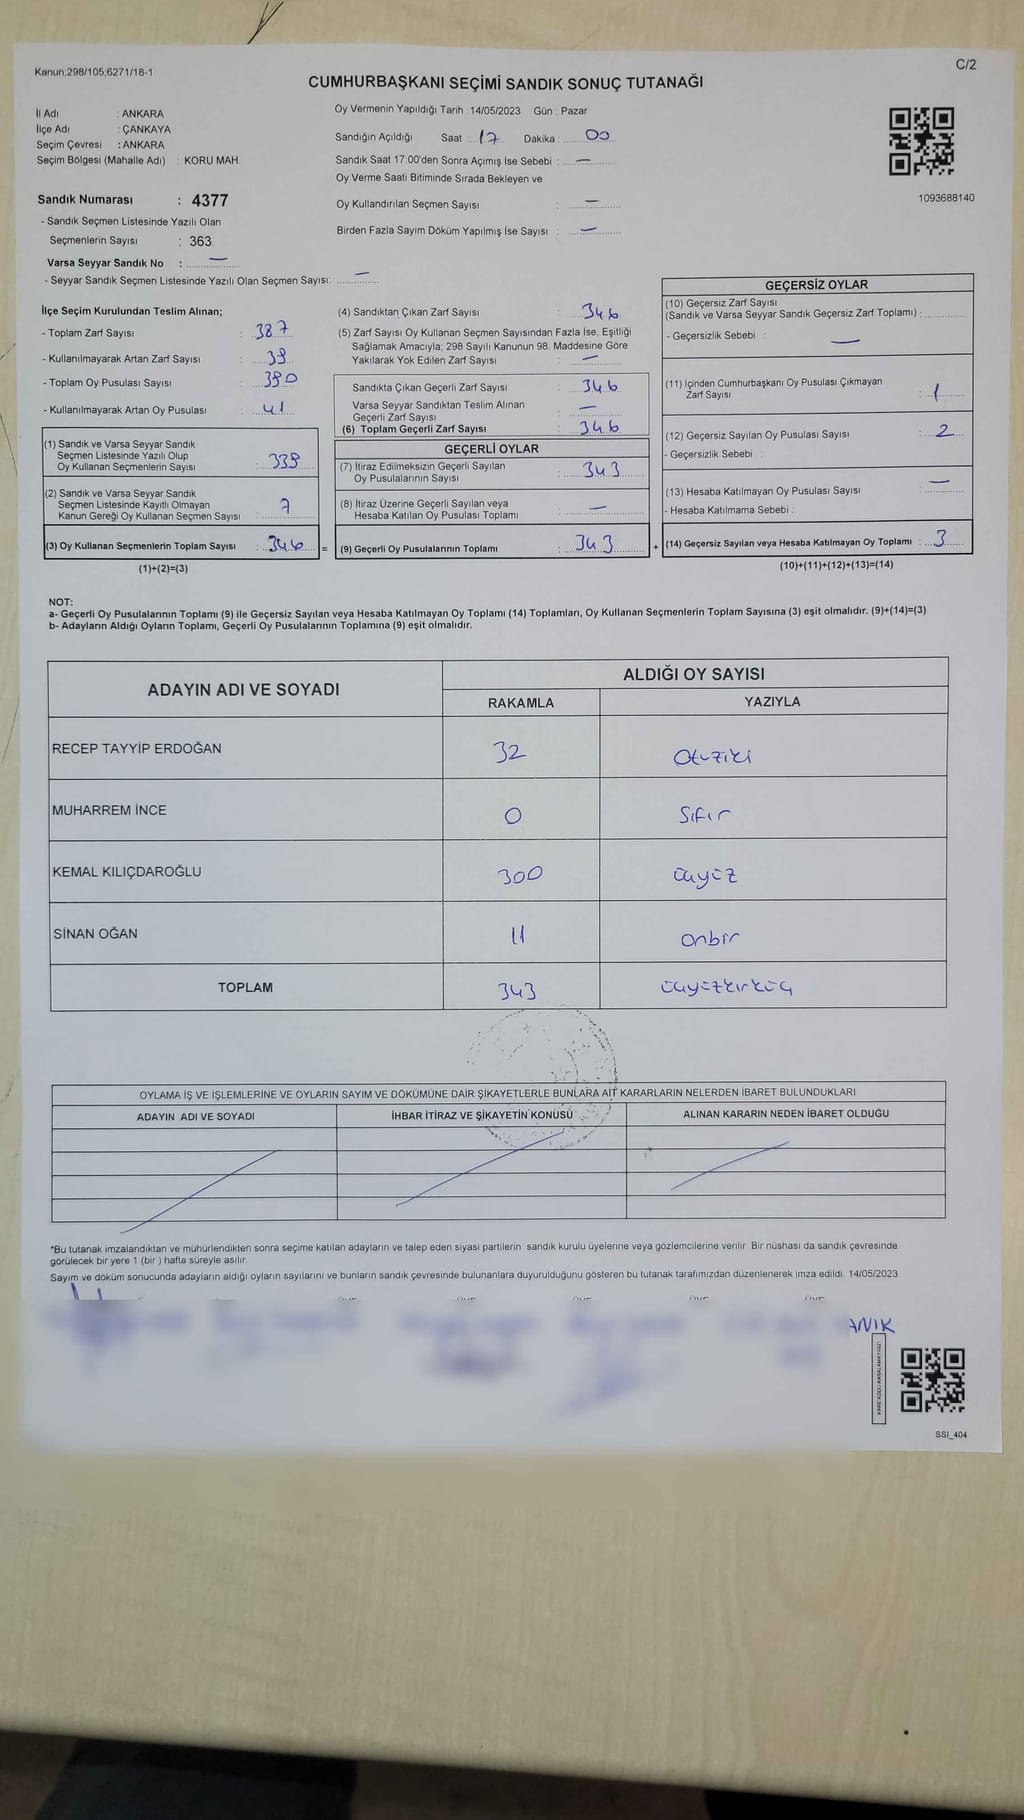 Kanun;298/105;6271/18-1
C/2
CUMHURBAŞKANI SEÇİMİ SANDIK SONUÇ TUTANAĞI
İl Adı : ANKARA
İlçe Adı : ÇANKAYA
Seçim Çevresi : ANKARA
Seçim Bölgesi (Mahalle Adı) : KORU MAH.
Oy Vermenin Yapıldığı Tarih : 14/05/2023 Gün : Pazar
Sandığın Açıldığı Saat : 17 Dakika : 00
Sandık Saat 17:00'den Sonra Açımış İse Sebebi : —
Oy Verme Saati Bitiminde Sırada Bekleyen ve
Oy Kullandırılan Seçmen Sayısı : —
Birden Fazla Sayım Döküm Yapılmış İse Sayısı : —
1093688140
Sandık Numarası : 4377
- Sandık Seçmen Listesinde Yazılı Olan
Seçmenlerin Sayısı : 363
Varsa Seyyar Sandık No : —
- Seyyar Sandık Seçmen Listesinde Yazılı Olan Seçmen Sayısı: —
İlçe Seçim Kurulundan Teslim Alınan;
- Toplam Zarf Sayısı : 387
- Kullanılmayarak Artan Zarf Sayısı :
- Toplam Oy Pusulası Sayısı :
- Kullanılmayarak Artan Oy Pusulası : 41
(1) Sandık ve Varsa Seyyar Sandık
Seçmen Listesinde Yazılı Olup
Oy Kullanan Seçmenlerin Sayısı : 339
(2) Sandık ve Varsa Seyyar Sandık
Seçmen Listesinde Kayıtlı Olmayan
Kanun Gereği Oy Kullanan Seçmen Sayısı : 7
(3) Oy Kullanan Seçmenlerin Toplam Sayısı : 346 =
(1)+(2)=(3)
(4) Sandıktan Çıkan Zarf Sayısı : 346
(5) Zarf Sayısı Oy Kullanan Seçmen Sayısından Fazla İse, Eşitliği
Sağlamak Amacıyla; 298 Sayılı Kanunun 98. Maddesine Göre
Yakılarak Yok Edilen Zarf Sayısı : —
Sandıkta Çıkan Geçerli Zarf Sayısı : 346
Varsa Seyyar Sandıktan Teslim Alınan
Geçerli Zarf Sayısı : —
(6) Toplam Geçerli Zarf Sayısı : 346
GEÇERLİ OYLAR
(7) İtiraz Edilmeksizin Geçerli Sayılan
Oy Pusulalarının Sayısı : 343
(8) İtiraz Üzerine Geçerli Sayılan veya
Hesaba Katılan Oy Pusulası Toplamı : —
(9) Geçerli Oy Pusulalarının Toplamı : 343 +
GEÇERSİZ OYLAR
(10) Geçersiz Zarf Sayısı
(Sandık ve Varsa Seyyar Sandık Geçersiz Zarf Toplamı) :
- Geçersizlik Sebebi : —
(11) İçinden Cumhurbaşkanı Oy Pusulası Çıkmayan
Zarf Sayısı : 1
(12) Geçersiz Sayılan Oy Pusulası Sayısı : 2
- Geçersizlik Sebebi :
(13) Hesaba Katılmayan Oy Pusulası Sayısı : —
- Hesaba Katılmama Sebebi :
(14) Geçersiz Sayılan veya Hesaba Katılmayan Oy Toplamı : 3
(10)+(11)+(12)+(13)=(14)
NOT:
a- Geçerli Oy Pusulalarının Toplamı (9) ile Geçersiz Sayılan veya Hesaba Katılmayan Oy Toplamı (14) Toplamları, Oy Kullanan Seçmenlerin Toplam Sayısına (3) eşit olmalıdır. (9)+(14)=(3)
b- Adayların Aldığı Oyların Toplamı, Geçerli Oy Pusulalarının Toplamına (9) eşit olmalıdır.
ADAYIN ADI VE SOYADI ALDIĞI OY SAYISI
RAKAMLA YAZIYLA
RECEP TAYYİP ERDOĞAN 32 Otuziki
MUHARREM İNCE 0 Sıfır
KEMAL KILIÇDAROĞLU 300 üçyüz
SİNAN OĞAN 11 onbir
TOPLAM 343 üçyüzkırküç
OYLAMA İŞ VE İŞLEMLERİNE VE OYLARIN SAYIM VE DÖKÜMÜNE DAİR ŞİKAYETLERLE BUNLARA AİT KARARLARIN NELERDEN İBARET BULUNDUKLARI
ADAYIN ADI VE SOYADI İHBAR İTİRAZ VE ŞİKAYETİN KONUSU ALINAN KARARIN NEDEN İBARET OLDUĞU
*Bu tutanak imzalandıktan ve mühürlendikten sonra seçime katılan adayların ve talep eden siyasi partilerin sandık kurulu üyelerine veya gözlemcilerine verilir. Bir nüshası da sandık çevresinde
görülecek bir yere 1 (bir ) hafta süreyle asılır.
Sayım ve döküm sonucunda adayların aldığı oyların sayılarını ve bunların sandık çevresinde bulunanlara duyurulduğunu gösteren bu tutanak tarafımızdan düzenlenerek imza edildi. 14/05/2023
ANIK
SSI_404